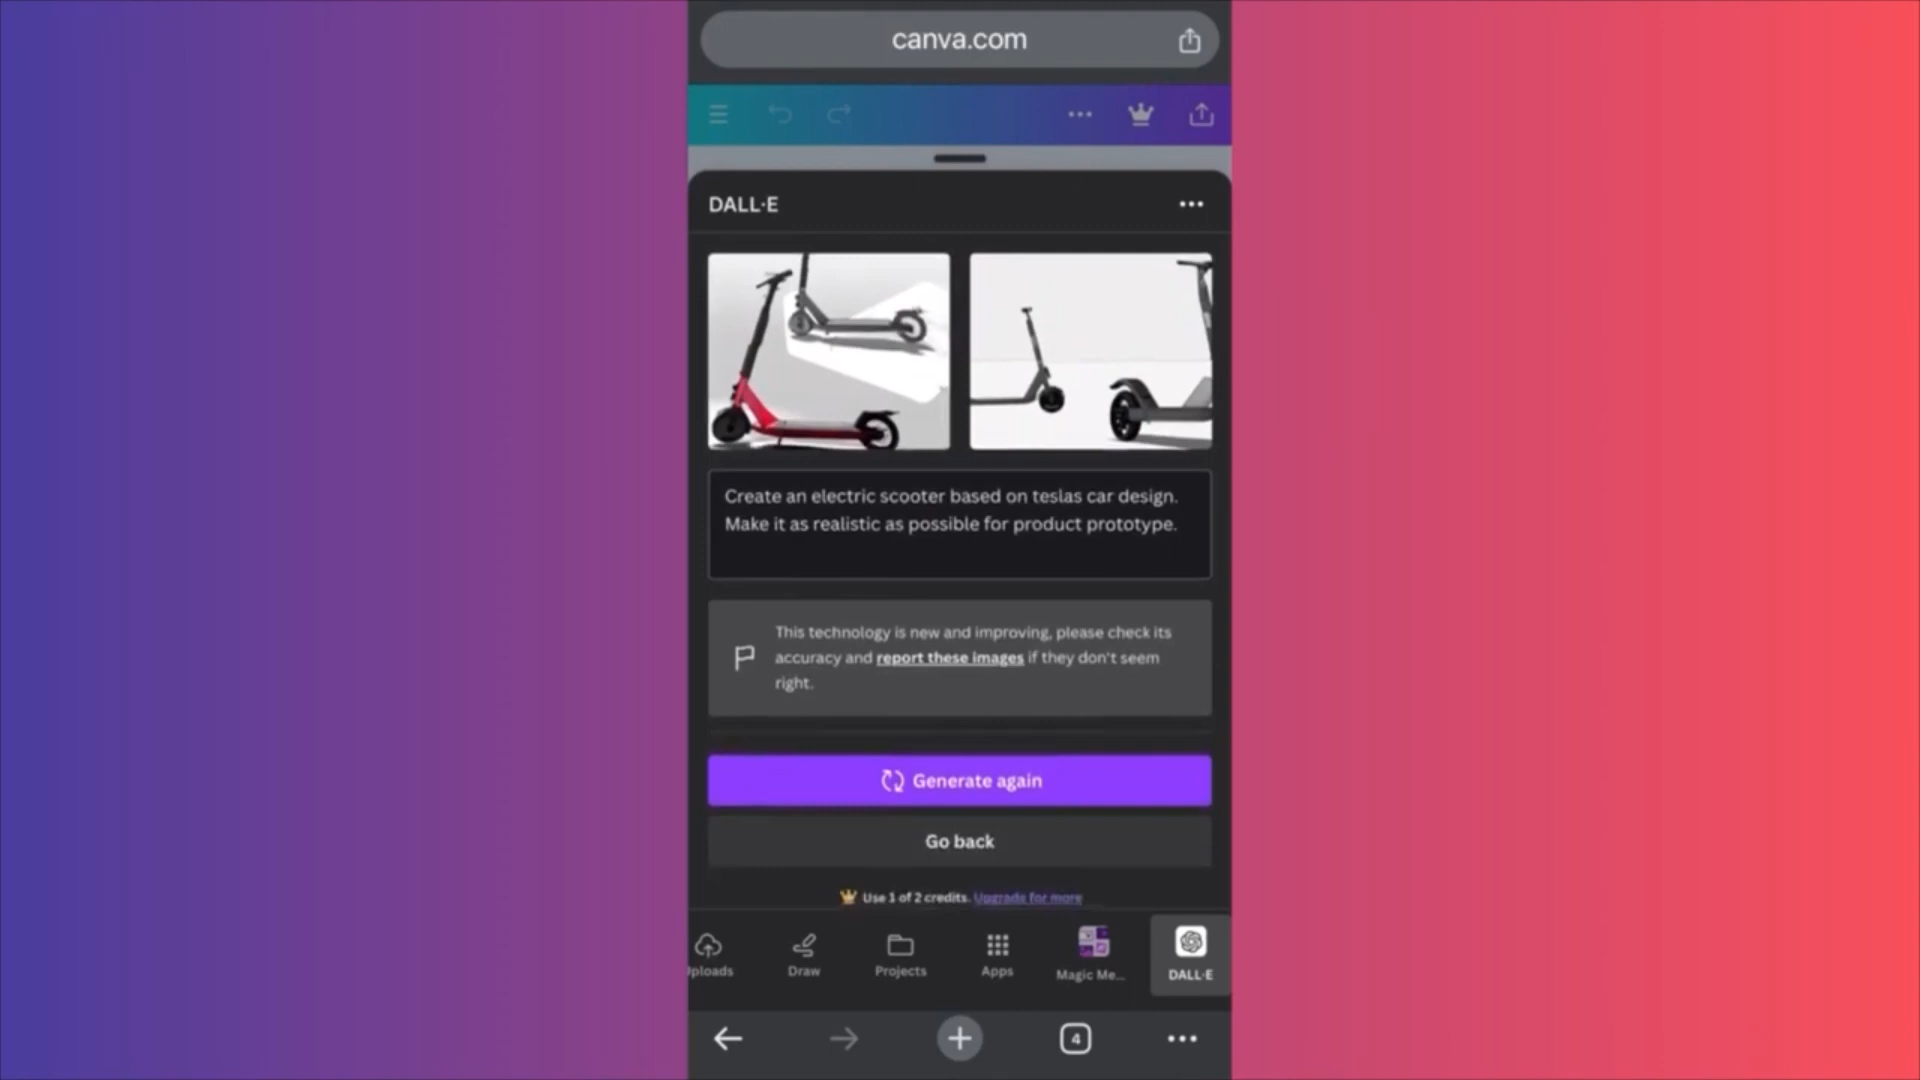 canva.com
DALL·E
Create an electric scooter based on teslas car design.
Make it as realistic as possible for product prototype.
This technology is new and improving, please check its
accuracy and report these images if they don't seem
right.
Generate again
Go back
Use 1 of 2 credits. Upgrade for more
Uploads
Draw
Projects
Apps
Magic Me...
DALL·E
4